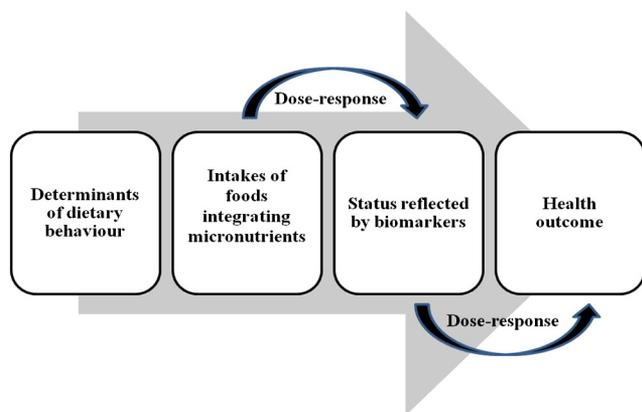 Dose-response
Determinants
of dietary
behaviour
Intakes of
foods
integrating
micronutrients
Status reflected
by biomarkers
Health
outcome
Dose-response